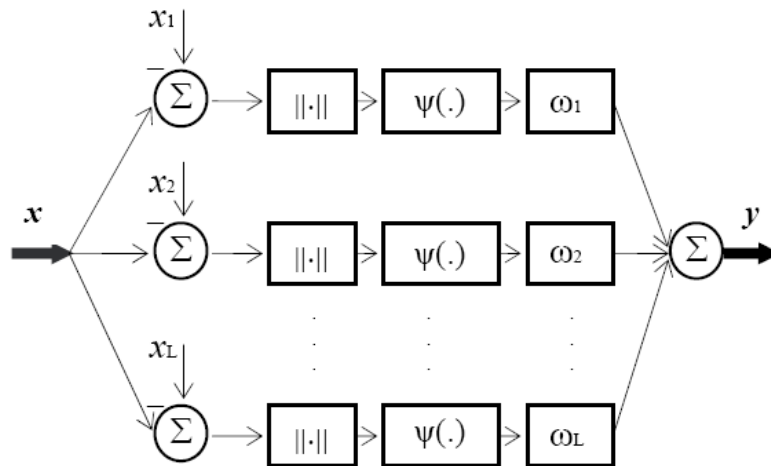 x1
− Σ ||·|| ψ(.) ω1
x2
x − Σ ||·|| ψ(.) ω2 Σ y
xL
− Σ ||·|| ψ(.) ωL